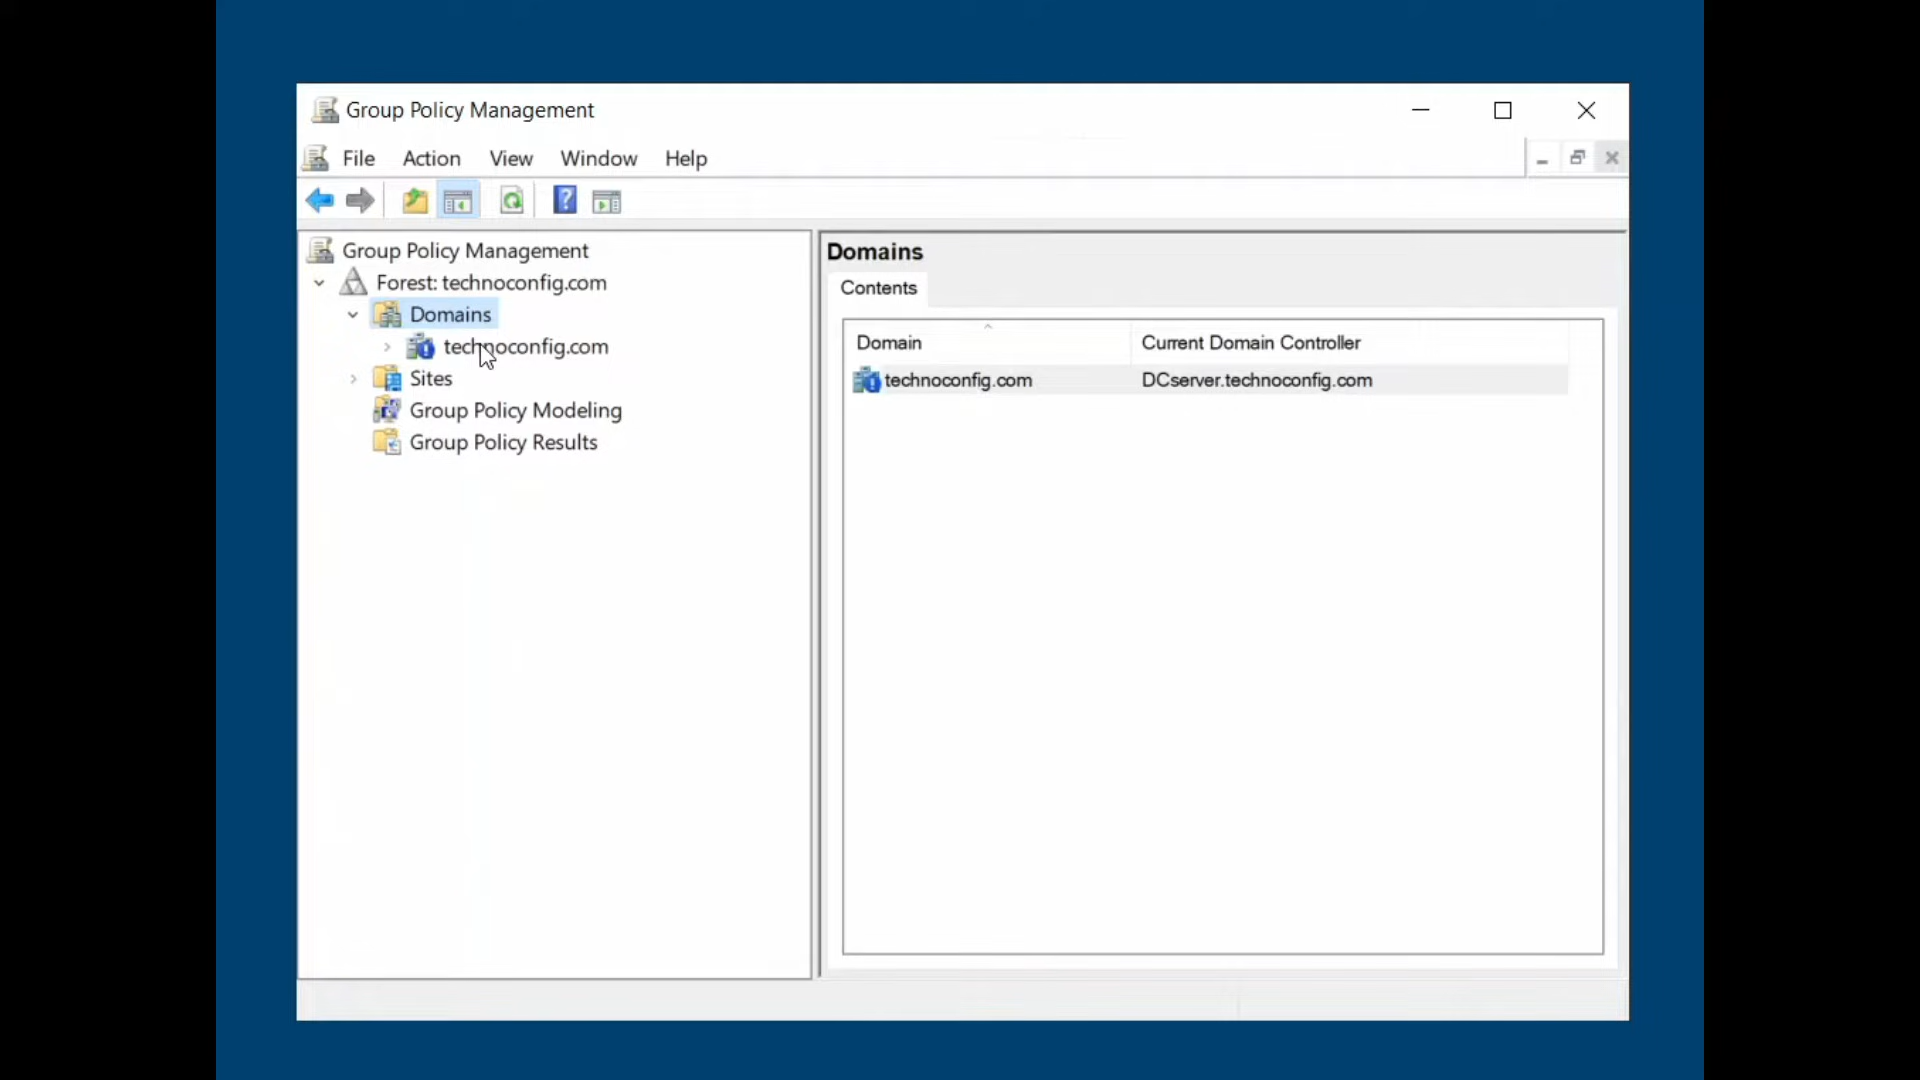 Group Policy Management
File Action View Window Help
Group Policy Management
Forest: technoconfig.com
Domains
technoconfig.com
Sites
Group Policy Modeling
Group Policy Results
Domains
Contents
Domain Current Domain Controller
technoconfig.com DCserver.technoconfig.com